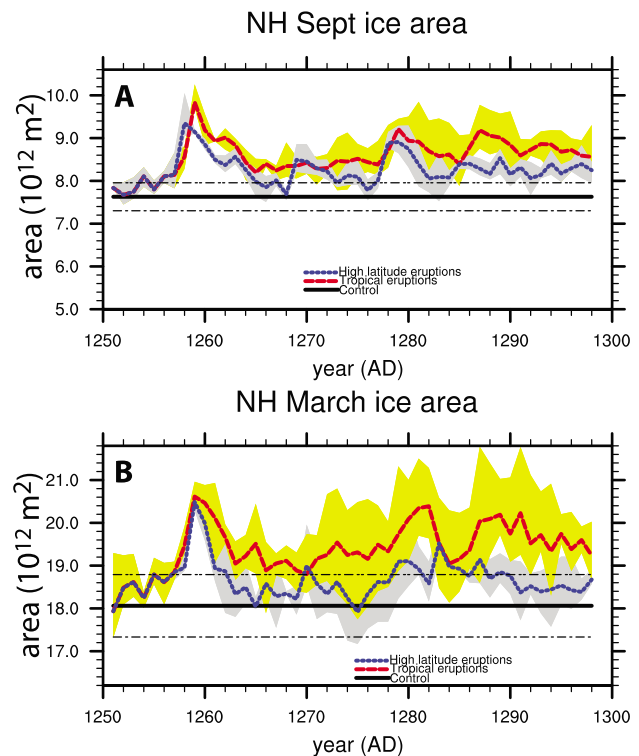 NH Sept ice area
A
10.0
9.0
8.0
7.0
6.0
5.0
area (10¹² m²)
High latitude eruptions
Tropical eruptions
Control
1250 1260 1270 1280 1290 1300
year (AD)
NH March ice area
B
21.0
20.0
19.0
18.0
17.0
area (10¹² m²)
High latitude eruptions
Tropical eruptions
Control
1250 1260 1270 1280 1290 1300
year (AD)